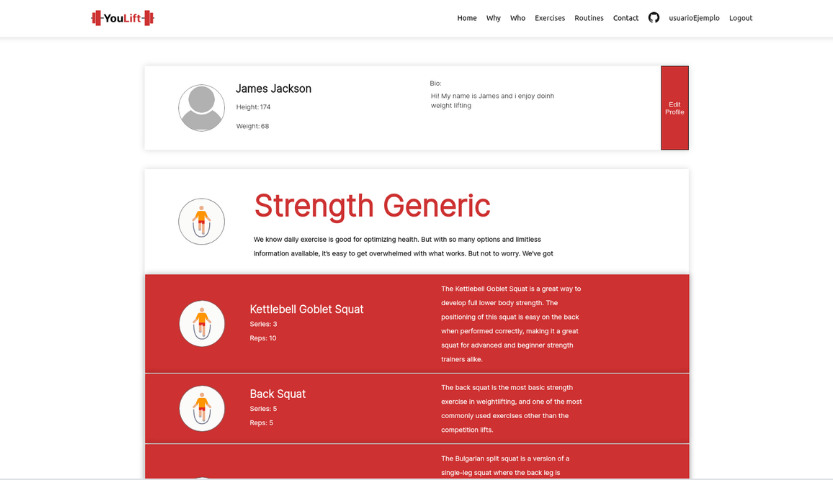 YouLift
Home Why Who Exercises Routines Contact usuarioEjemplo Logout
James Jackson
Height: 174
Weight: 68
Bio:
Hi! My name is James and I enjoy doinh
weight lifting
Edit
Profile
Strength Generic
We know daily exercise is good for optimizing health. But with so many options and limitless
information available, it's easy to get overwhelmed with what works. But not to worry. We've got
Kettlebell Goblet Squat
Series: 3
Reps: 10
The Kettlebell Goblet Squat is a great way to
develop full lower body strength. The
positioning of this squat is easy on the back
when performed correctly, making it a great
squat for advanced and beginner strength
trainers alike.
Back Squat
Series: 5
Reps: 5
The back squat is the most basic strength
exercise in weightlifting, and one of the most
commonly used exercises other than the
competition lifts.
The Bulgarian split squat is a version of a
single-leg squat where the back leg is